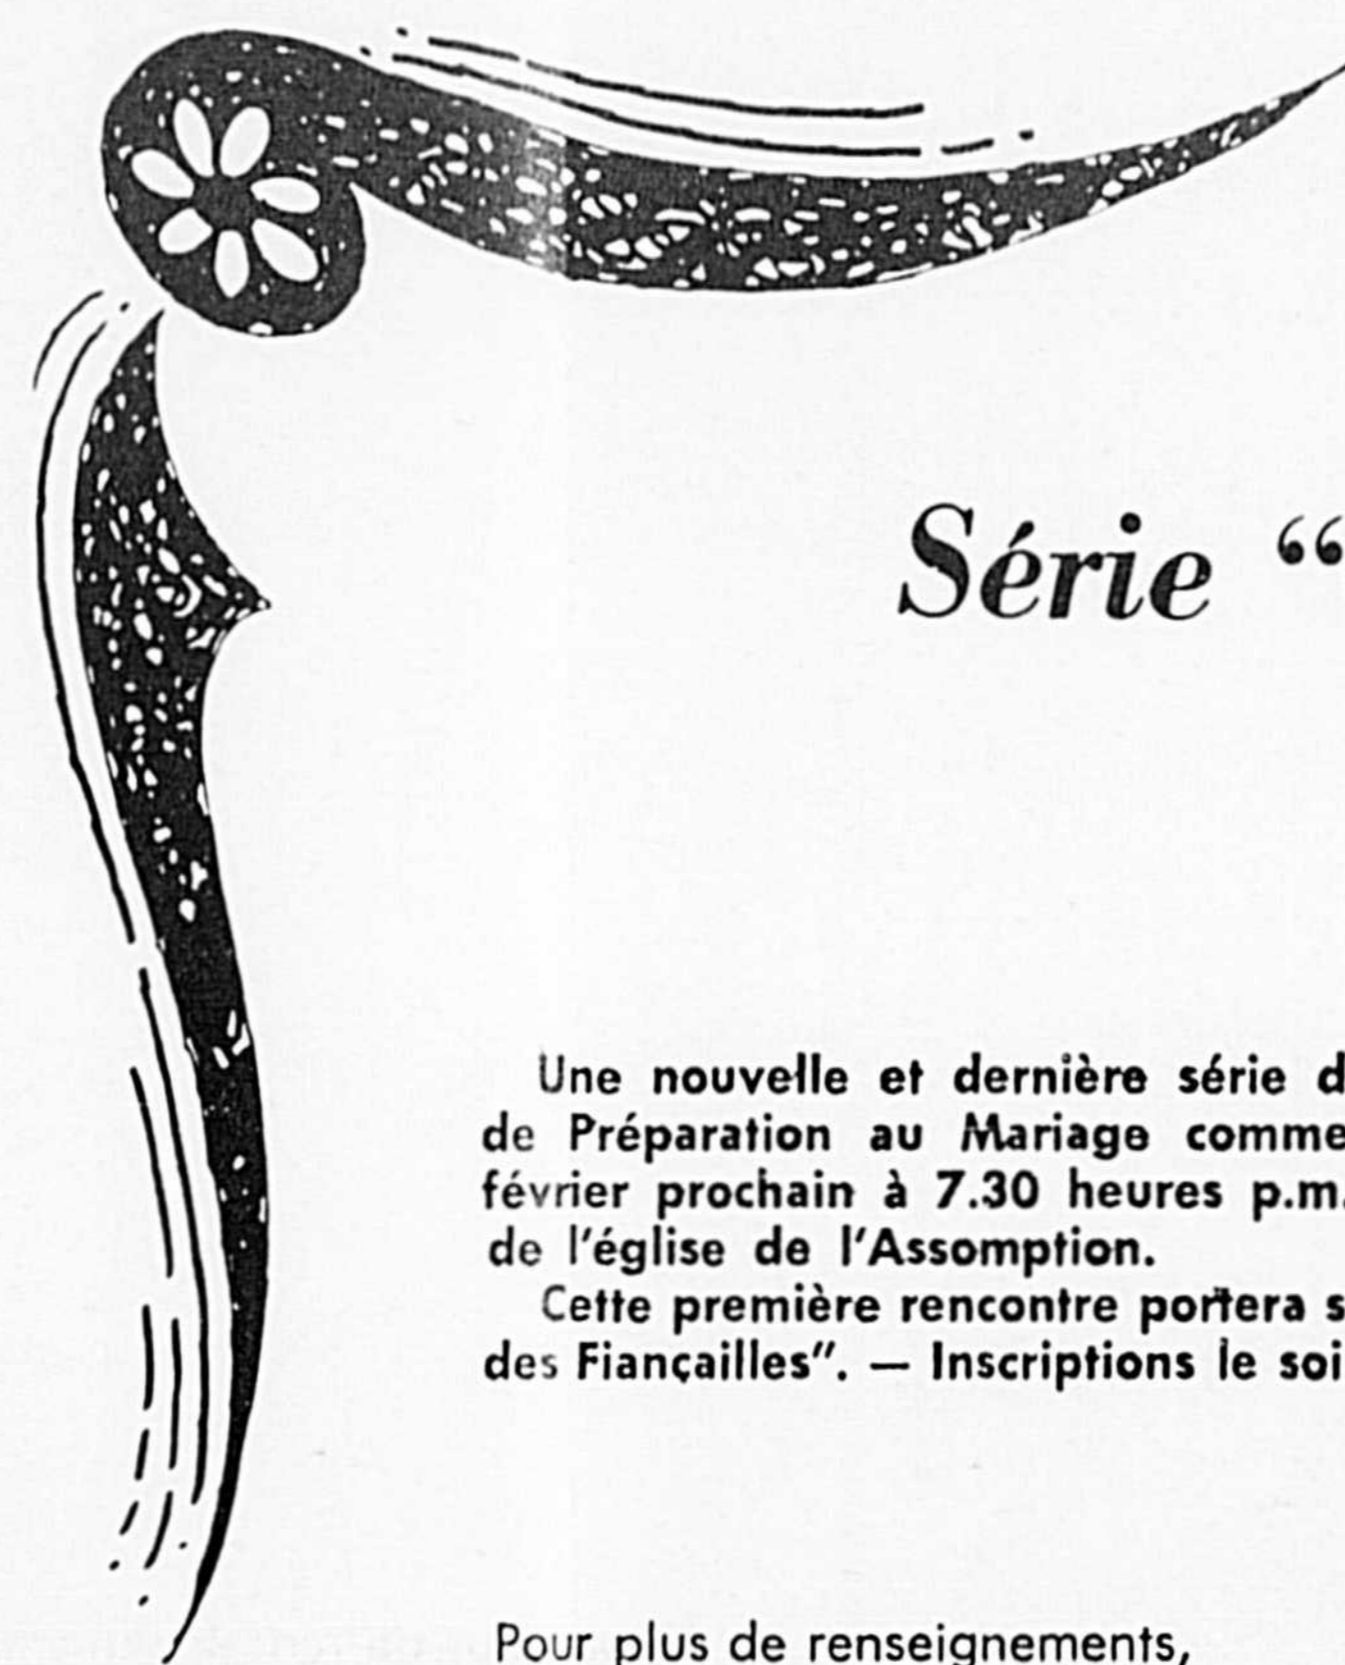 Série “
Une nouvelle et dernière série d
de Préparation au Mariage comme
février prochain à 7.30 heures p.m.
de l'église de l'Assomption.
Cette première rencontre portera s
des Fiançailles". — Inscriptions le soi
Pour plus de renseignements,